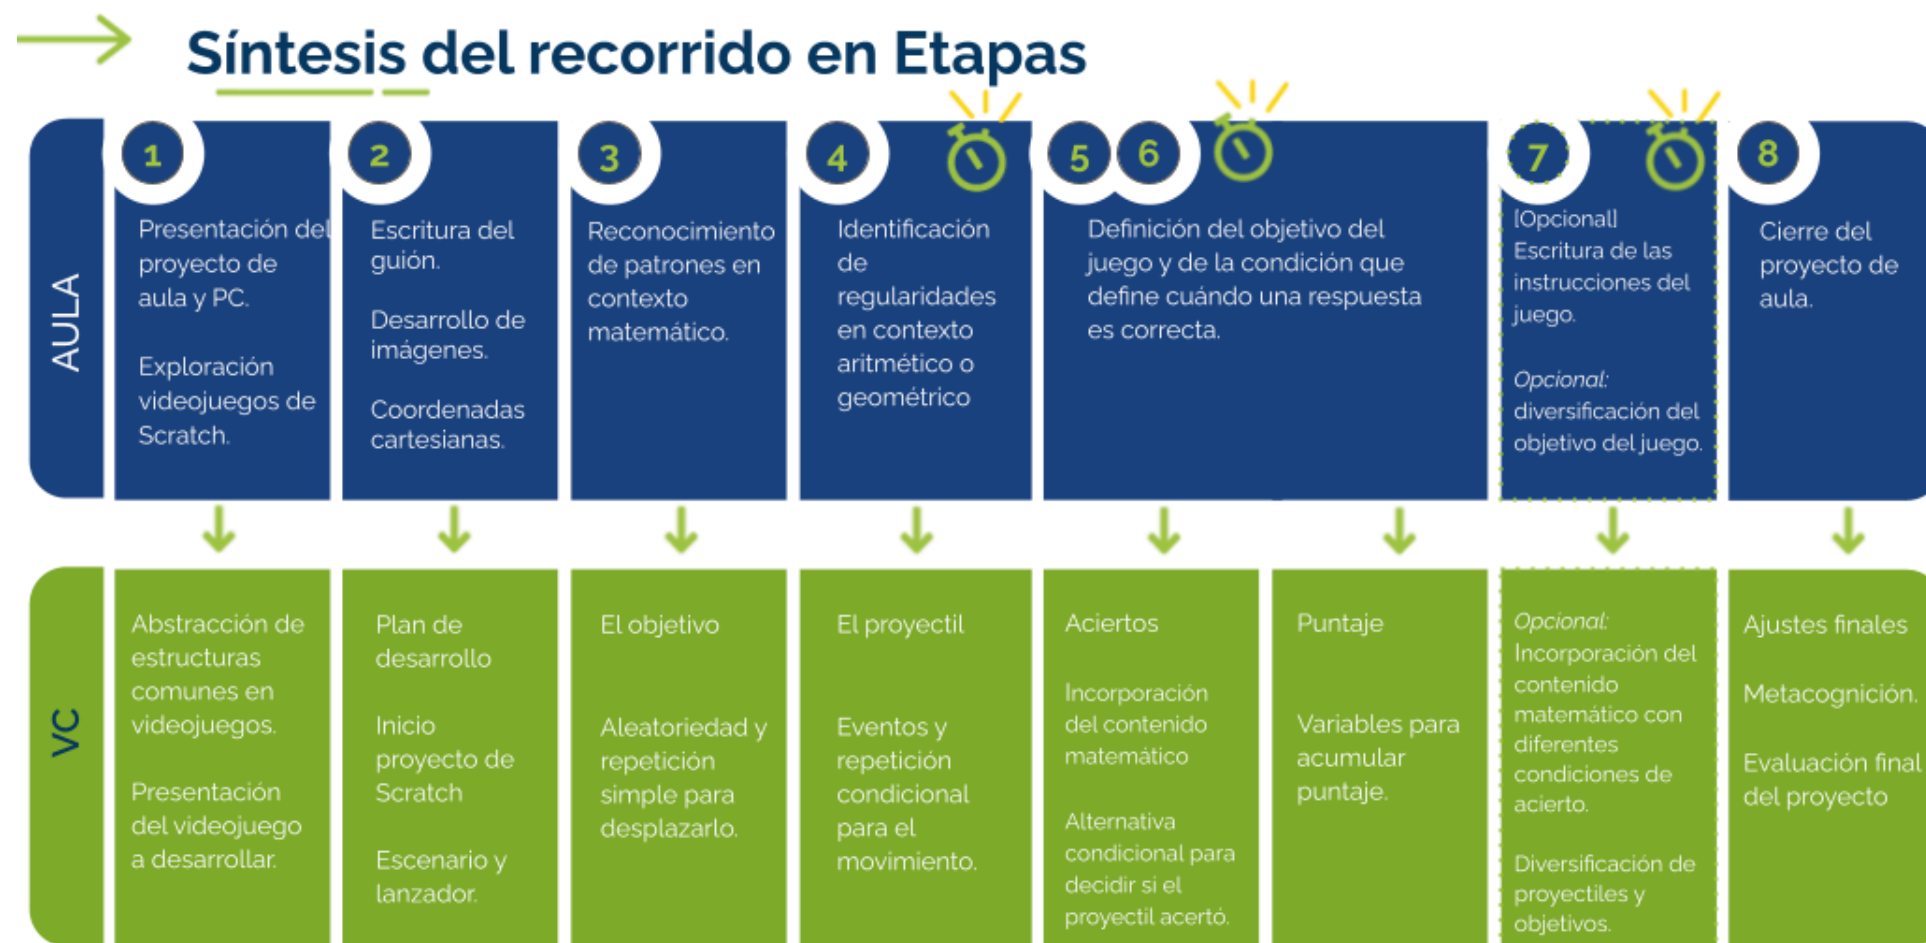 Síntesis del recorrido en Etapas
AULA
1
Presentación del
proyecto de
aula y PC.
Exploración
videojuegos de
Scratch.
2
Escritura del
guión.
Desarrollo de
imágenes.
Coordenadas
cartesianas.
3
Reconocimiento
de patrones en
contexto
matemático.
4
Identificación
de
regularidades
en contexto
aritmético o
geométrico
5
6
Definición del objetivo del
juego y de la condición que
define cuándo una respuesta
es correcta.
7
[Opcional]
Escritura de las
instrucciones del
juego.
Opcional:
diversificación del
objetivo del juego.
8
Cierre del
proyecto de
aula.
VC
Abstracción de
estructuras
comunes en
videojuegos.
Presentación
del videojuego
a desarrollar.
Plan de
desarrollo
Inicio
proyecto de
Scratch
Escenario y
lanzador.
El objetivo
Aleatoriedad y
repetición
simple para
desplazarlo.
El proyectil
Eventos y
repetición
condicional
para el
movimiento.
Aciertos
Incorporación
del contenido
matemático
Alternativa
condicional para
decidir si el
proyectil acertó.
Puntaje
Variables para
acumular
puntaje.
Opcional:
Incorporación del
contenido
matemático con
diferentes
condiciones de
acierto.
Diversificación de
proyectiles y
objetivos.
Ajustes finales
Metacognición.
Evaluación final
del proyecto